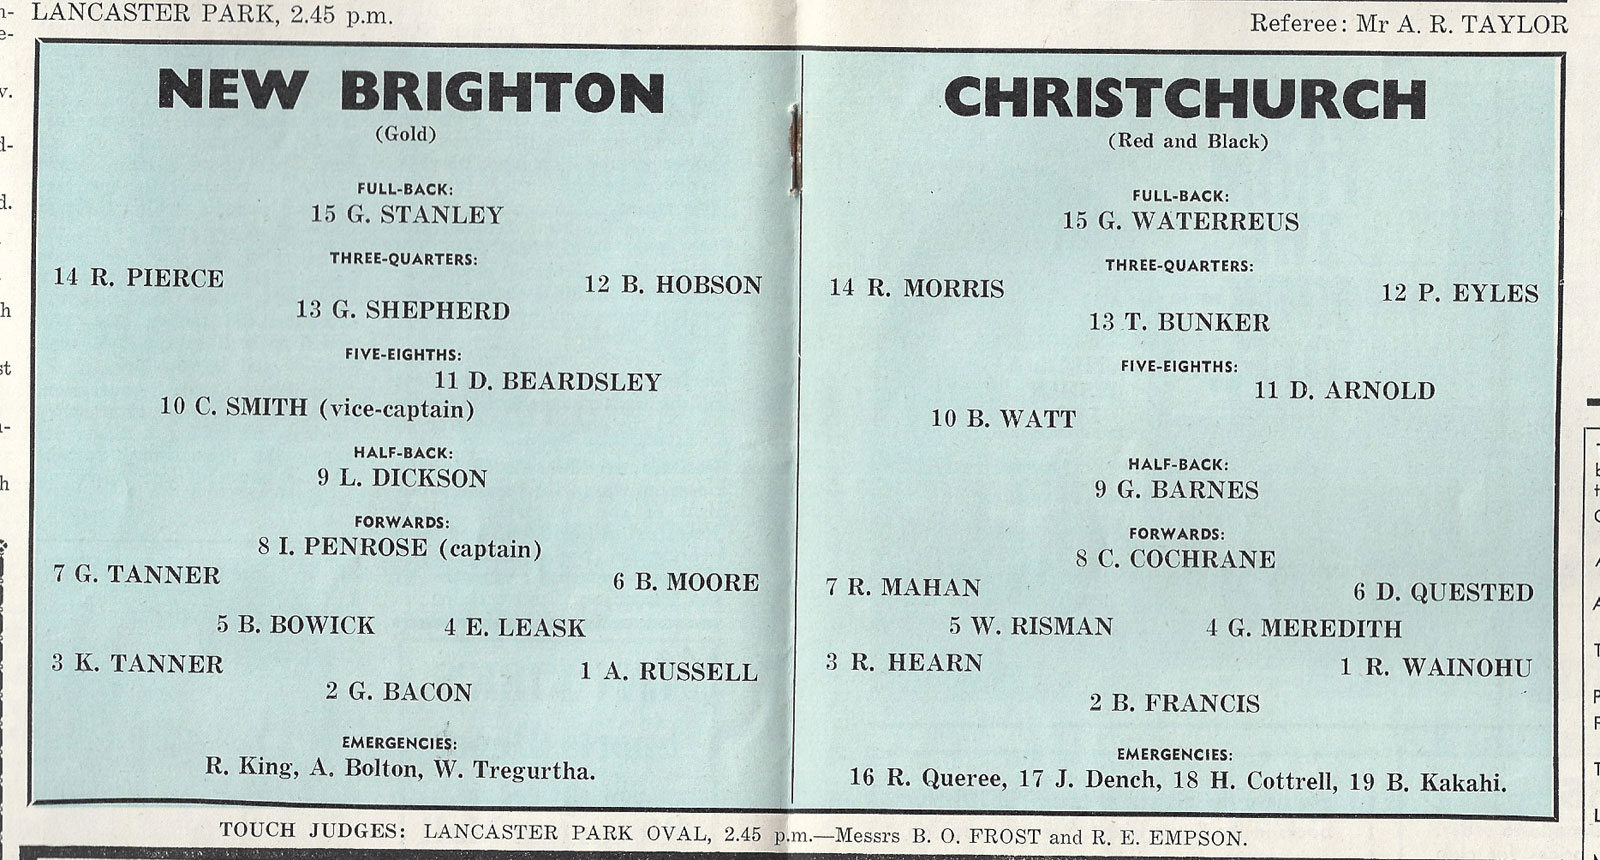 LANCASTER PARK, 2.45 p.m.
Referee: Mr A. R. TAYLOR
NEW BRIGHTON
(Gold)
FULL-BACK:
15 G. STANLEY
THREE-QUARTERS:
14 R. PIERCE
12 B. HOBSON
13 G. SHEPHERD
FIVE-EIGHTHS:
11 D. BEARDSLEY
10 C. SMITH (vice-captain)
HALF-BACK:
9 L. DICKSON
FORWARDS:
8 I. PENROSE (captain)
7 G. TANNER
6 B. MOORE
5 B. BOWICK 4 E. LEASK
3 K. TANNER
1 A. RUSSELL
2 G. BACON
EMERGENCIES:
R. King, A. Bolton, W. Tregurtha.
CHRISTCHURCH
(Red and Black)
FULL-BACK:
15 G. WATERREUS
THREE-QUARTERS:
14 R. MORRIS
12 P. EYLES
13 T. BUNKER
FIVE-EIGHTHS:
11 D. ARNOLD
10 B. WATT
HALF-BACK:
9 G. BARNES
FORWARDS:
8 C. COCHRANE
7 R. MAHAN
6 D. QUESTED
5 W. RISMAN 4 G. MEREDITH
3 R. HEARN
1 R. WAINOHU
2 B. FRANCIS
EMERGENCIES:
16 R. Queree, 17 J. Dench, 18 H. Cottrell, 19 B. Kakahi.
TOUCH JUDGES: LANCASTER PARK OVAL, 2.45 p.m.—Messrs B. O. FROST and R. E. EMPSON.